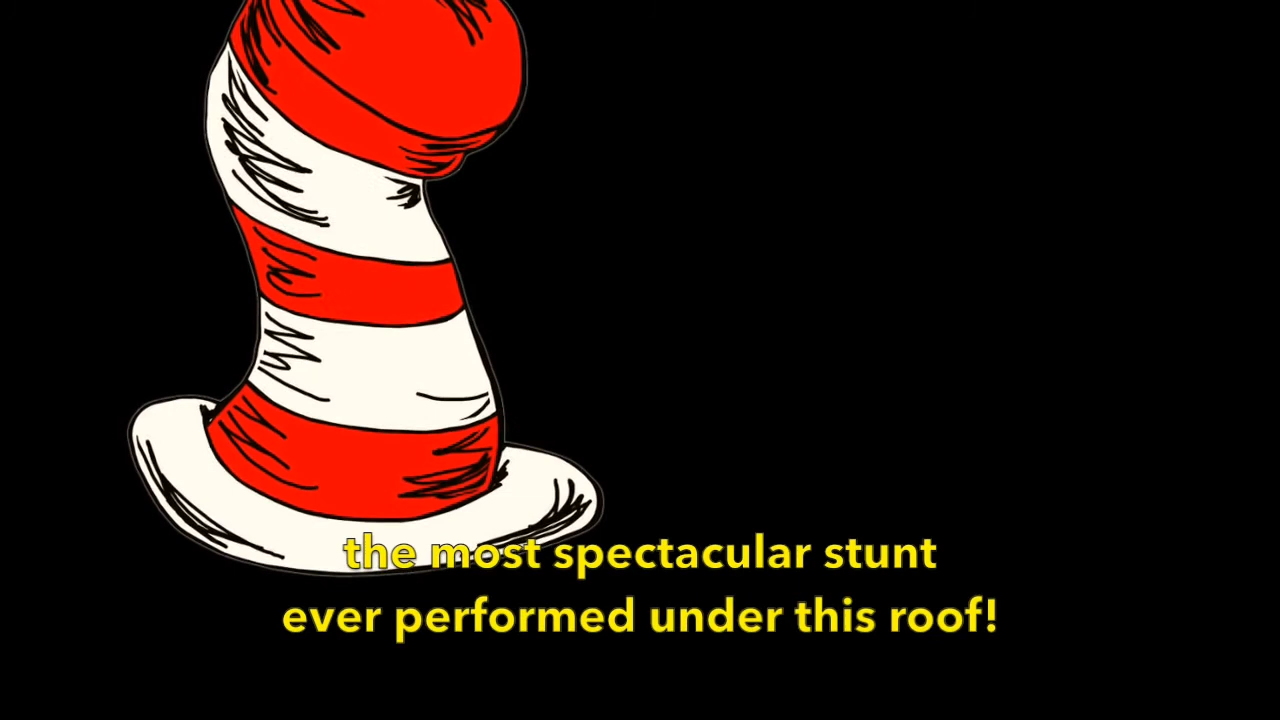 the most spectacular stunt
ever performed under this roof!